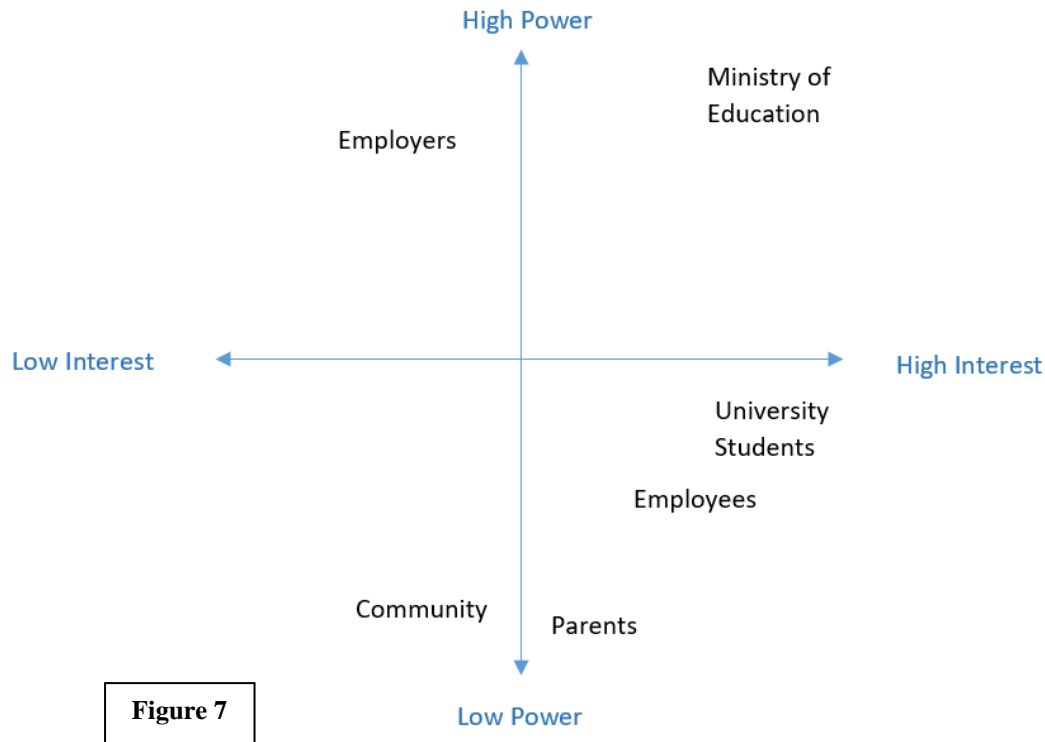 High Power
Ministry of
Education
Employers
Low Interest
High Interest
University
Students
Employees
Community
Parents
Figure 7
Low Power